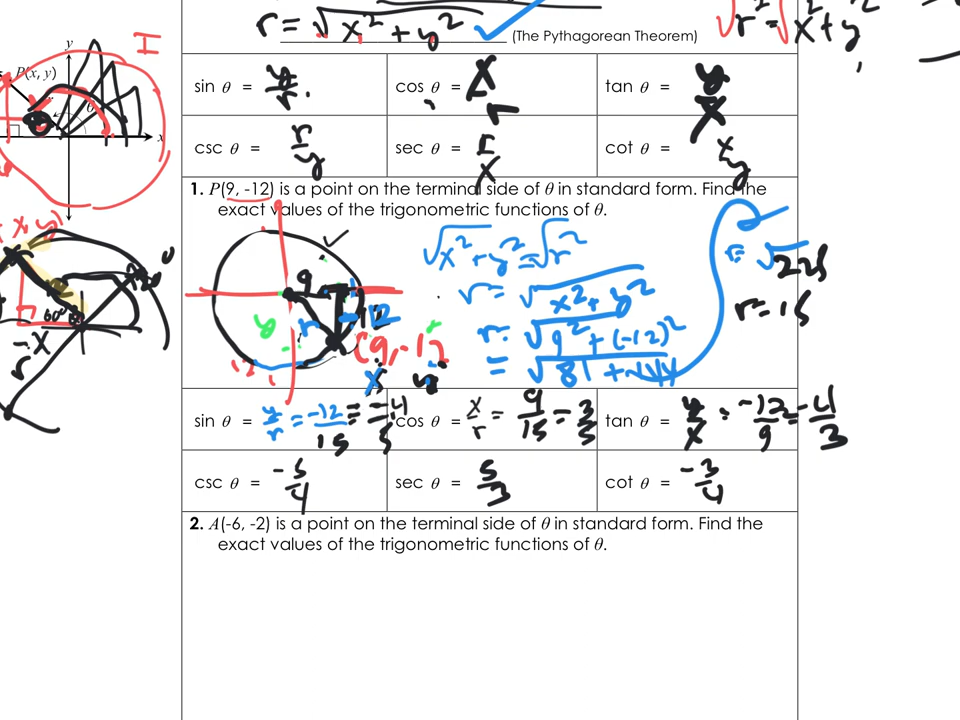 r = √x² + y² (The Pythagorean Theorem) √r² = √x² + y²
I
y
P(x, y)
θ
x
sin θ = y/r cos θ = x/r tan θ = y/x
csc θ = r/y sec θ = r/x cot θ = x/y
1. P(9, -12) is a point on the terminal side of θ in standard form. Find the
exact values of the trigonometric functions of θ.
√x² + y² = √r²
r = √x² + y²
r = √9² + (-12)²
= √81 + 144
r = √225
r = 15
9
-12
y
r
(9, -12
x y
60°
-x
r
sin θ = y/r = -12/15 = -4/5 cos θ = x/r = 9/15 = 3/5 tan θ = y/x = -12/9 = -4/3
csc θ = -5/4 sec θ = 5/3 cot θ = -3/4
2. A(-6, -2) is a point on the terminal side of θ in standard form. Find the
exact values of the trigonometric functions of θ.